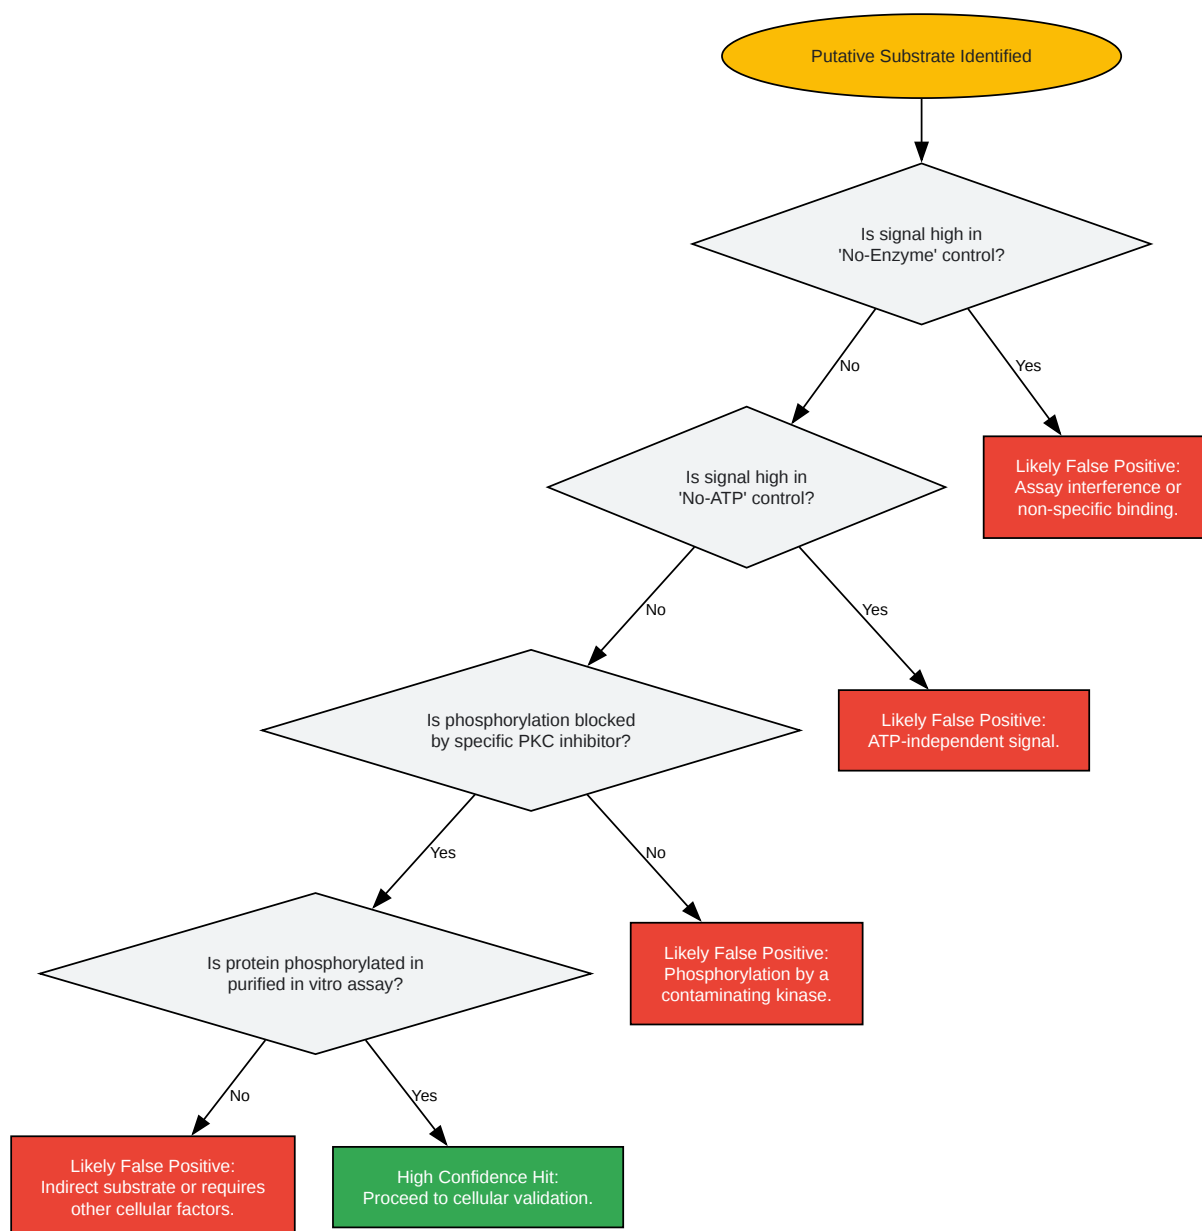 Putative Substrate Identified
Is signal high in
'No-Enzyme' control?
No
Yes
Is signal high in
'No-ATP' control?
Likely False Positive:
Assay interference or
non-specific binding.
No
Yes
Is phosphorylation blocked
by specific PKC inhibitor?
Likely False Positive:
ATP-independent signal.
Yes
No
Is protein phosphorylated in
purified in vitro assay?
Likely False Positive:
Phosphorylation by a
contaminating kinase.
No
Yes
Likely False Positive:
Indirect substrate or requires
other cellular factors.
High Confidence Hit:
Proceed to cellular validation.